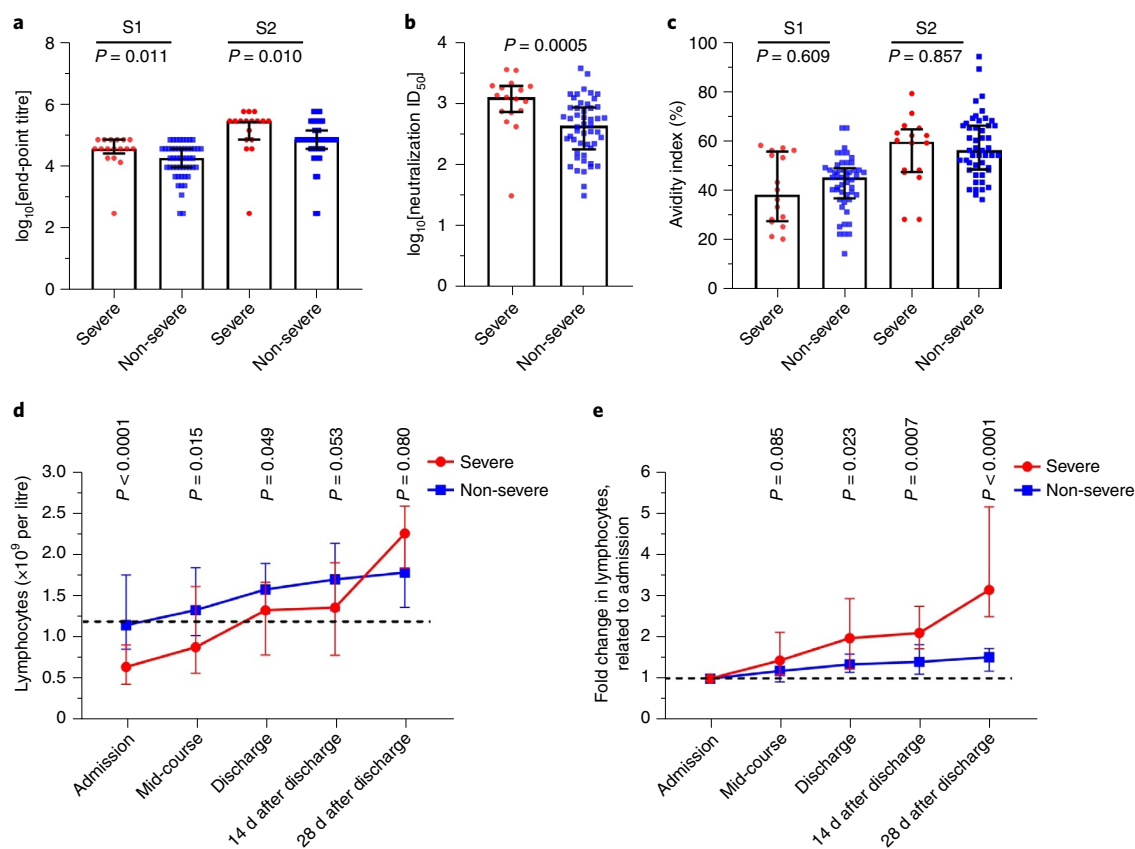 a
S1
S2
P = 0.011
P = 0.010
log10[end-point titre]
8
6
4
2
0
Severe
Non-severe
Severe
Non-severe
b
P = 0.0005
log10[neutralization ID50]
4
3
2
1
0
Severe
Non-severe
c
S1
S2
P = 0.609
P = 0.857
Avidity index (%)
100
80
60
40
20
0
Severe
Non-severe
Severe
Non-severe
d
P < 0.0001
P = 0.015
P = 0.049
P = 0.053
P = 0.080
Severe
Non-severe
Lymphocytes (×10⁹ per litre)
3.0
2.5
2.0
1.5
1.0
0.5
0
Admission
Mid-course
Discharge
14 d after discharge
28 d after discharge
e
P = 0.085
P = 0.023
P = 0.0007
P < 0.0001
Severe
Non-severe
Fold change in lymphocytes,
related to admission
6
5
4
3
2
1
0
Admission
Mid-course
Discharge
14 d after discharge
28 d after discharge